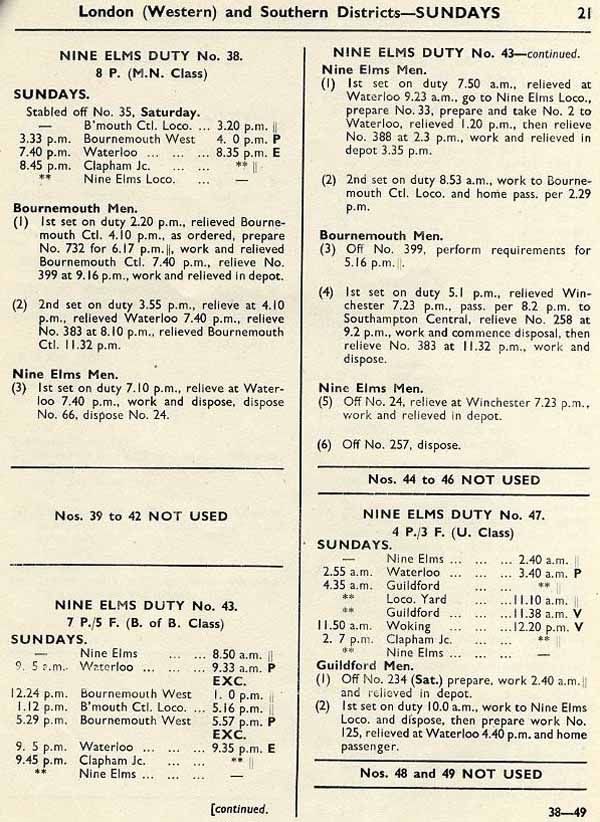 London (Western) and Southern Districts—SUNDAYS 21
NINE ELMS DUTY No. 38.
8 P. (M.N. Class)
SUNDAYS.
Stabled off No. 35, Saturday.
— B'mouth Ctl. Loco. ... 3.20 p.m. ||
3.33 p.m. Bournemouth West 4. 0 p.m. P
7.40 p.m. Waterloo ... ... ... 8.35 p.m. E
8.45 p.m. Clapham Jc. ... ... ** ||
** Nine Elms Loco. ... —
Bournemouth Men.
(1) 1st set on duty 2.20 p.m., relieved Bourne-
mouth Ctl. 4.10 p.m., as ordered, prepare
No. 732 for 6.17 p.m.||, work and relieved
Bournemouth Ctl. 7.40 p.m., relieve No.
399 at 9.16 p.m., work and relieved in depot.
(2) 2nd set on duty 3.55 p.m., relieve at 4.10
p.m., relieved Waterloo 7.40 p.m., relieve
No. 383 at 8.10 p.m., relieved Bournemouth
Ctl. 11.32 p.m.
Nine Elms Men.
(3) 1st set on duty 7.10 p.m., relieve at Water-
loo 7.40 p.m., work and dispose, dispose
No. 66, dispose No. 24.
Nos. 39 to 42 NOT USED
NINE ELMS DUTY No. 43.
7 P./5 F. (B. of B. Class)
SUNDAYS.
— Nine Elms ... ... 8.50 a.m. ||
9. 5 a.m. Waterloo ... ... ... 9.33 a.m. P
EXC.
12.24 p.m. Bournemouth West 1. 0 p.m. ||
1.12 p.m. B'mouth Ctl. Loco. ... 5.16 p.m. ||
5.29 p.m. Bournemouth West 5.57 p.m. P
EXC.
9. 5 p.m. Waterloo ... ... ... 9.35 p.m. E
9.45 p.m. Clapham Jc. ... ... ** ||
** Nine Elms ... ... —
[continued.
NINE ELMS DUTY No. 43—continued.
Nine Elms Men.
(1) 1st set on duty 7.50 a.m., relieved at
Waterloo 9.23 a.m., go to Nine Elms Loco.,
prepare No. 33, prepare and take No. 2 to
Waterloo, relieved 1.20 p.m., then relieve
No. 388 at 2.3 p.m., work and relieved in
depot 3.35 p.m.
(2) 2nd set on duty 8.53 a.m., work to Bourne-
mouth Ctl. Loco. and home pass. per 2.29
p.m.
Bournemouth Men.
(3) Off No. 399, perform requirements for
5.16 p.m.||.
(4) 1st set on duty 5.1 p.m., relieved Win-
chester 7.23 p.m., pass. per 8.2 p.m. to
Southampton Central, relieve No. 258 at
9.2 p.m., work and commence disposal, then
relieve No. 383 at 11.32 p.m., work and
dispose.
Nine Elms Men.
(5) Off No. 24, relieve at Winchester 7.23 p.m.,
work and relieved in depot.
(6) Off No. 257, dispose.
Nos. 44 to 46 NOT USED
NINE ELMS DUTY No. 47.
4 P./3 F. (U. Class)
SUNDAYS.
— Nine Elms ... ... ... 2.40 a.m. ||
2.55 a.m. Waterloo ... ... ... 3.40 a.m. P
4.35 a.m. Guildford ... ... ** ||
** Loco. Yard ... ...11.10 a.m. ||
** Guildford ... ... ...11.38 a.m. V
11.50 a.m. Woking ... ... ...12.20 p.m. V
2. 7 p.m. Clapham Jc. ... ... ** ||
** Nine Elms ... ... ... —
Guildford Men.
(1) Off No. 234 (Sat.) prepare, work 2.40 a.m.||
and relieved in depot.
(2) 1st set on duty 10.0 a.m., work to Nine Elms
Loco. and dispose, then prepare work No.
125, relieved at Waterloo 4.40 p.m. and home
passenger.
Nos. 48 and 49 NOT USED
38—49